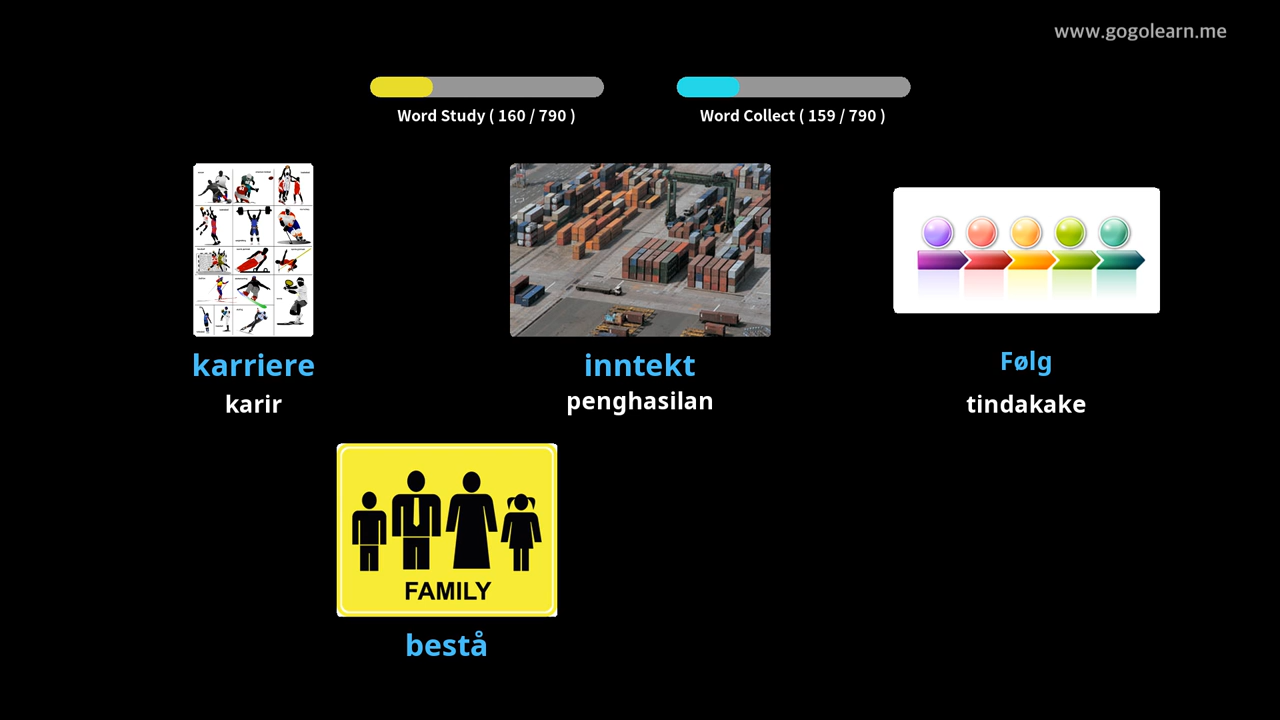 www.gogolearn.me
Word Study ( 160 / 790 )
Word Collect ( 159 / 790 )
karriere
karir
inntekt
penghasilan
Følg
tindakake
FAMILY
bestå